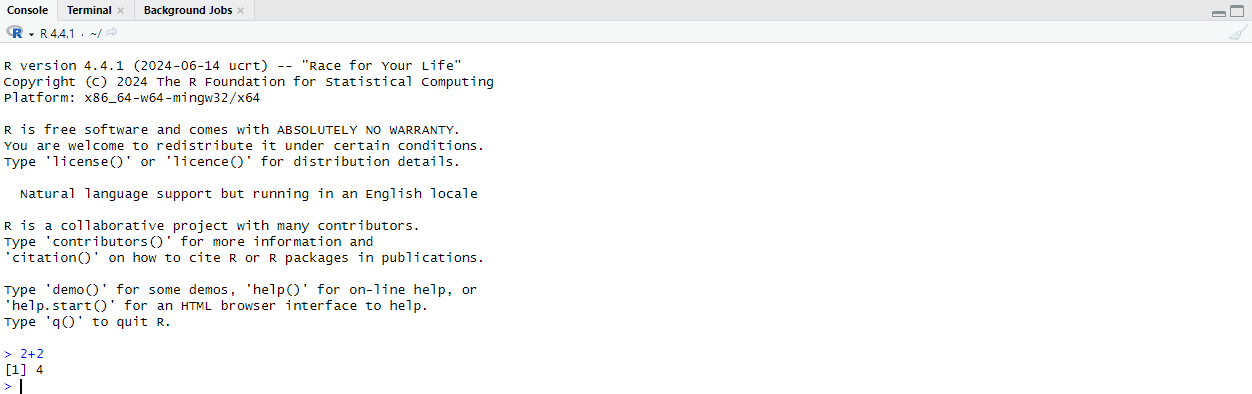 Console Terminal Background Jobs
R 4.4.1 · ~/
R version 4.4.1 (2024-06-14 ucrt) -- "Race for Your Life"
Copyright (C) 2024 The R Foundation for Statistical Computing
Platform: x86_64-w64-mingw32/x64
R is free software and comes with ABSOLUTELY NO WARRANTY.
You are welcome to redistribute it under certain conditions.
Type 'license()' or 'licence()' for distribution details.
Natural language support but running in an English locale
R is a collaborative project with many contributors.
Type 'contributors()' for more information and
'citation()' on how to cite R or R packages in publications.
Type 'demo()' for some demos, 'help()' for on-line help, or
'help.start()' for an HTML browser interface to help.
Type 'q()' to quit R.
> 2+2
[1] 4
>